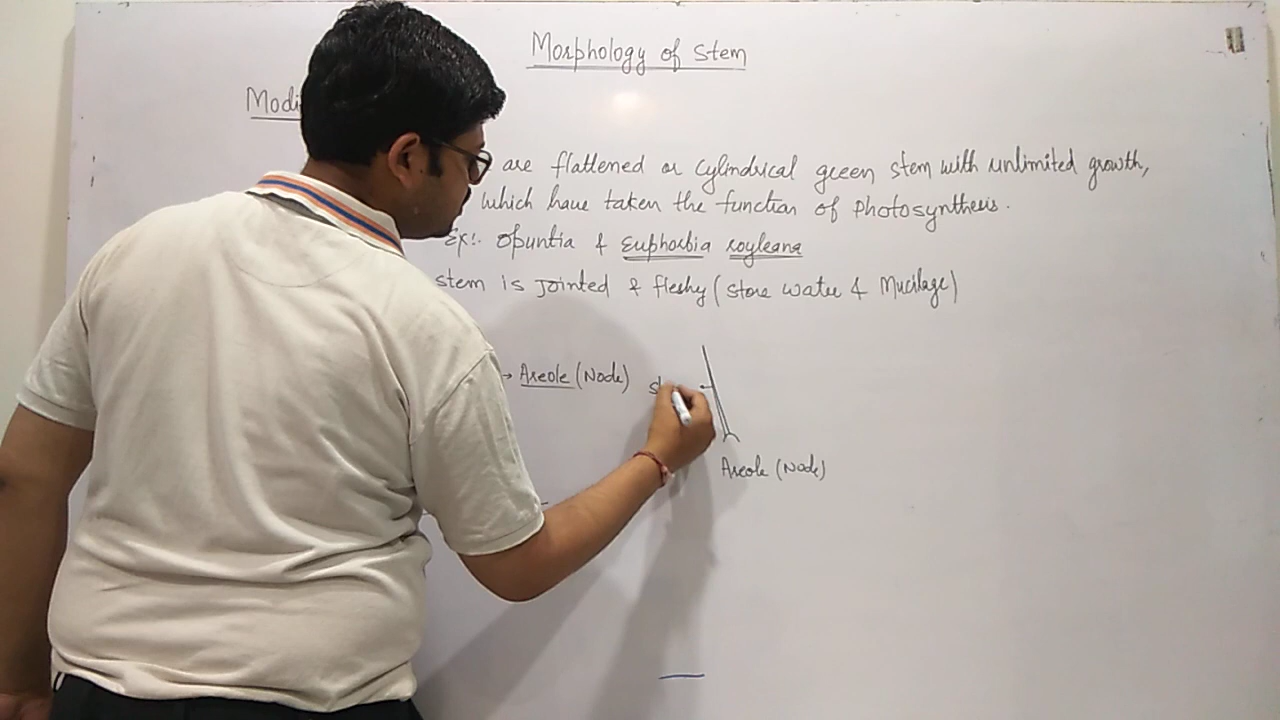 Morphology of Stem
Modi
are flattened or cylindrical green stem with unlimited growth,
which have taken the function of Photosynthesis.
Ex:. Opuntia & Euphorbia royleana
stem is Jointed & fleshy (store water & Mucilage)
→ Areole (Node)
Areole (Node)